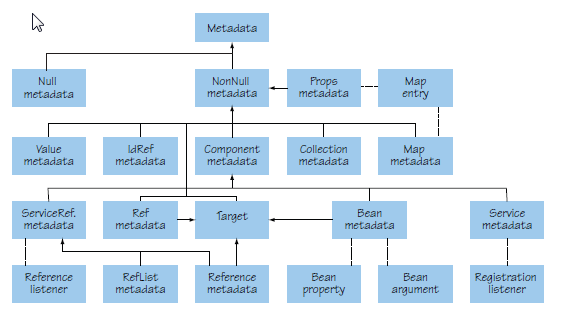 Metadata
Null
metadata
NonNull
metadata
Props
metadata
Map
entry
Value
metadata
IdRef
metadata
Component
metadata
Collection
metadata
Map
metadata
ServiceRef.
metadata
Ref
metadata
Target
Bean
metadata
Service
metadata
Reference
listener
RefList
metadata
Reference
metadata
Bean
property
Bean
argument
Registration
listener